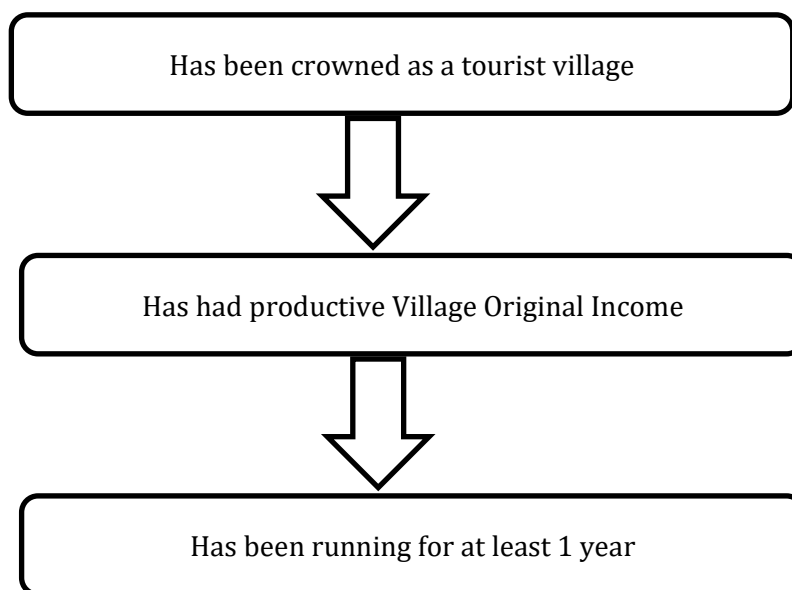 Has been crowned as a tourist village
Has had productive Village Original Income
Has been running for at least 1 year